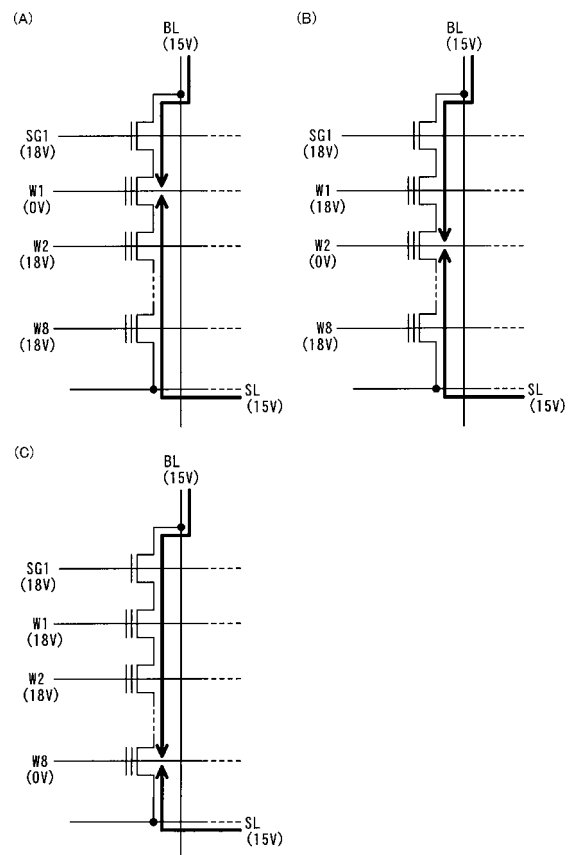 (A)
BL
(15V)
SG1
(18V)
W1
(0V)
W2
(18V)
W8
(18V)
SL
(15V)
(B)
BL
(15V)
SG1
(18V)
W1
(18V)
W2
(0V)
W8
(18V)
SL
(15V)
(C)
BL
(15V)
SG1
(18V)
W1
(18V)
W2
(18V)
W8
(0V)
SL
(15V)